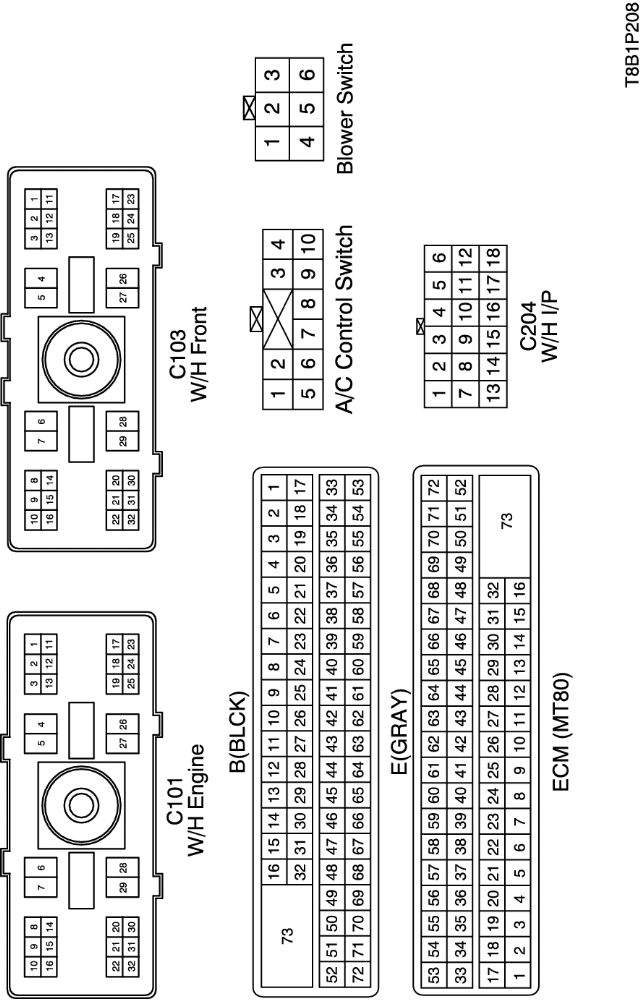 10 9 8 3 2 1
7 6 5 4
16 15 14 13 12 11
22 21 20 19 18 17
29 28 27 26
32 31 30 25 24 23
C101
W/H Engine
10 9 8 3 2 1
7 6 5 4
16 15 14 13 12 11
22 21 20 19 18 17
29 28 27 26
32 31 30 25 24 23
C103
W/H Front
B(BLCK)
16 15 14 13 12 11 10 9 8 7 6 5 4 3 2 1
73
32 31 30 29 28 27 26 25 24 23 22 21 20 19 18 17
52 51 50 49 48 47 46 45 44 43 42 41 40 39 38 37 36 35 34 33
72 71 70 69 68 67 66 65 64 63 62 61 60 59 58 57 56 55 54 53
1 2 3 4
5 6 7 8 9 10
A/C Control Switch
1 2 3
4 5 6
Blower Switch
E(GRAY)
53 54 55 56 57 58 59 60 61 62 63 64 65 66 67 68 69 70 71 72
33 34 35 36 37 38 39 40 41 42 43 44 45 46 47 48 49 50 51 52
17 18 19 20 21 22 23 24 25 26 27 28 29 30 31 32
73
1 2 3 4 5 6 7 8 9 10 11 12 13 14 15 16
ECM (MT80)
1 2 3 4 5 6
7 8 9 10 11 12
13 14 15 16 17 18
C204
W/H I/P
T8B1P208